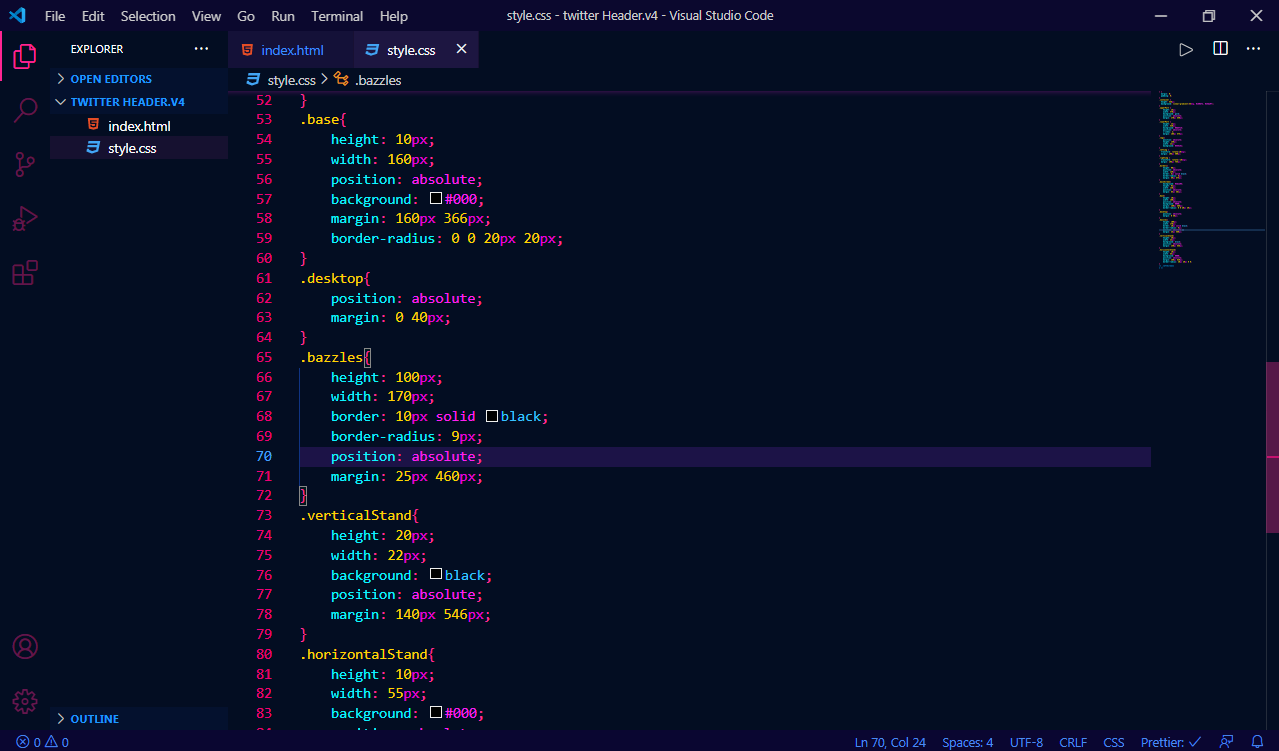 File Edit Selection View Go Run Terminal Help
style.css - twitter Header.v4 - Visual Studio Code
EXPLORER
OPEN EDITORS
TWITTER HEADER.V4
index.html
style.css
OUTLINE
index.html style.css
style.css > .bazzles
52 }
53 .base{
54 height: 10px;
55 width: 160px;
56 position: absolute;
57 background: #000;
58 margin: 160px 366px;
59 border-radius: 0 0 20px 20px;
60 }
61 .desktop{
62 position: absolute;
63 margin: 0 40px;
64 }
65 .bazzles{
66 height: 100px;
67 width: 170px;
68 border: 10px solid black;
69 border-radius: 9px;
70 position: absolute;
71 margin: 25px 460px;
72 }
73 .verticalStand{
74 height: 20px;
75 width: 22px;
76 background: black;
77 position: absolute;
78 margin: 140px 546px;
79 }
80 .horizontalStand{
81 height: 10px;
82 width: 55px;
83 background: #000;
0 0 Ln 70, Col 24 Spaces: 4 UTF-8 CRLF CSS Prettier: ✓